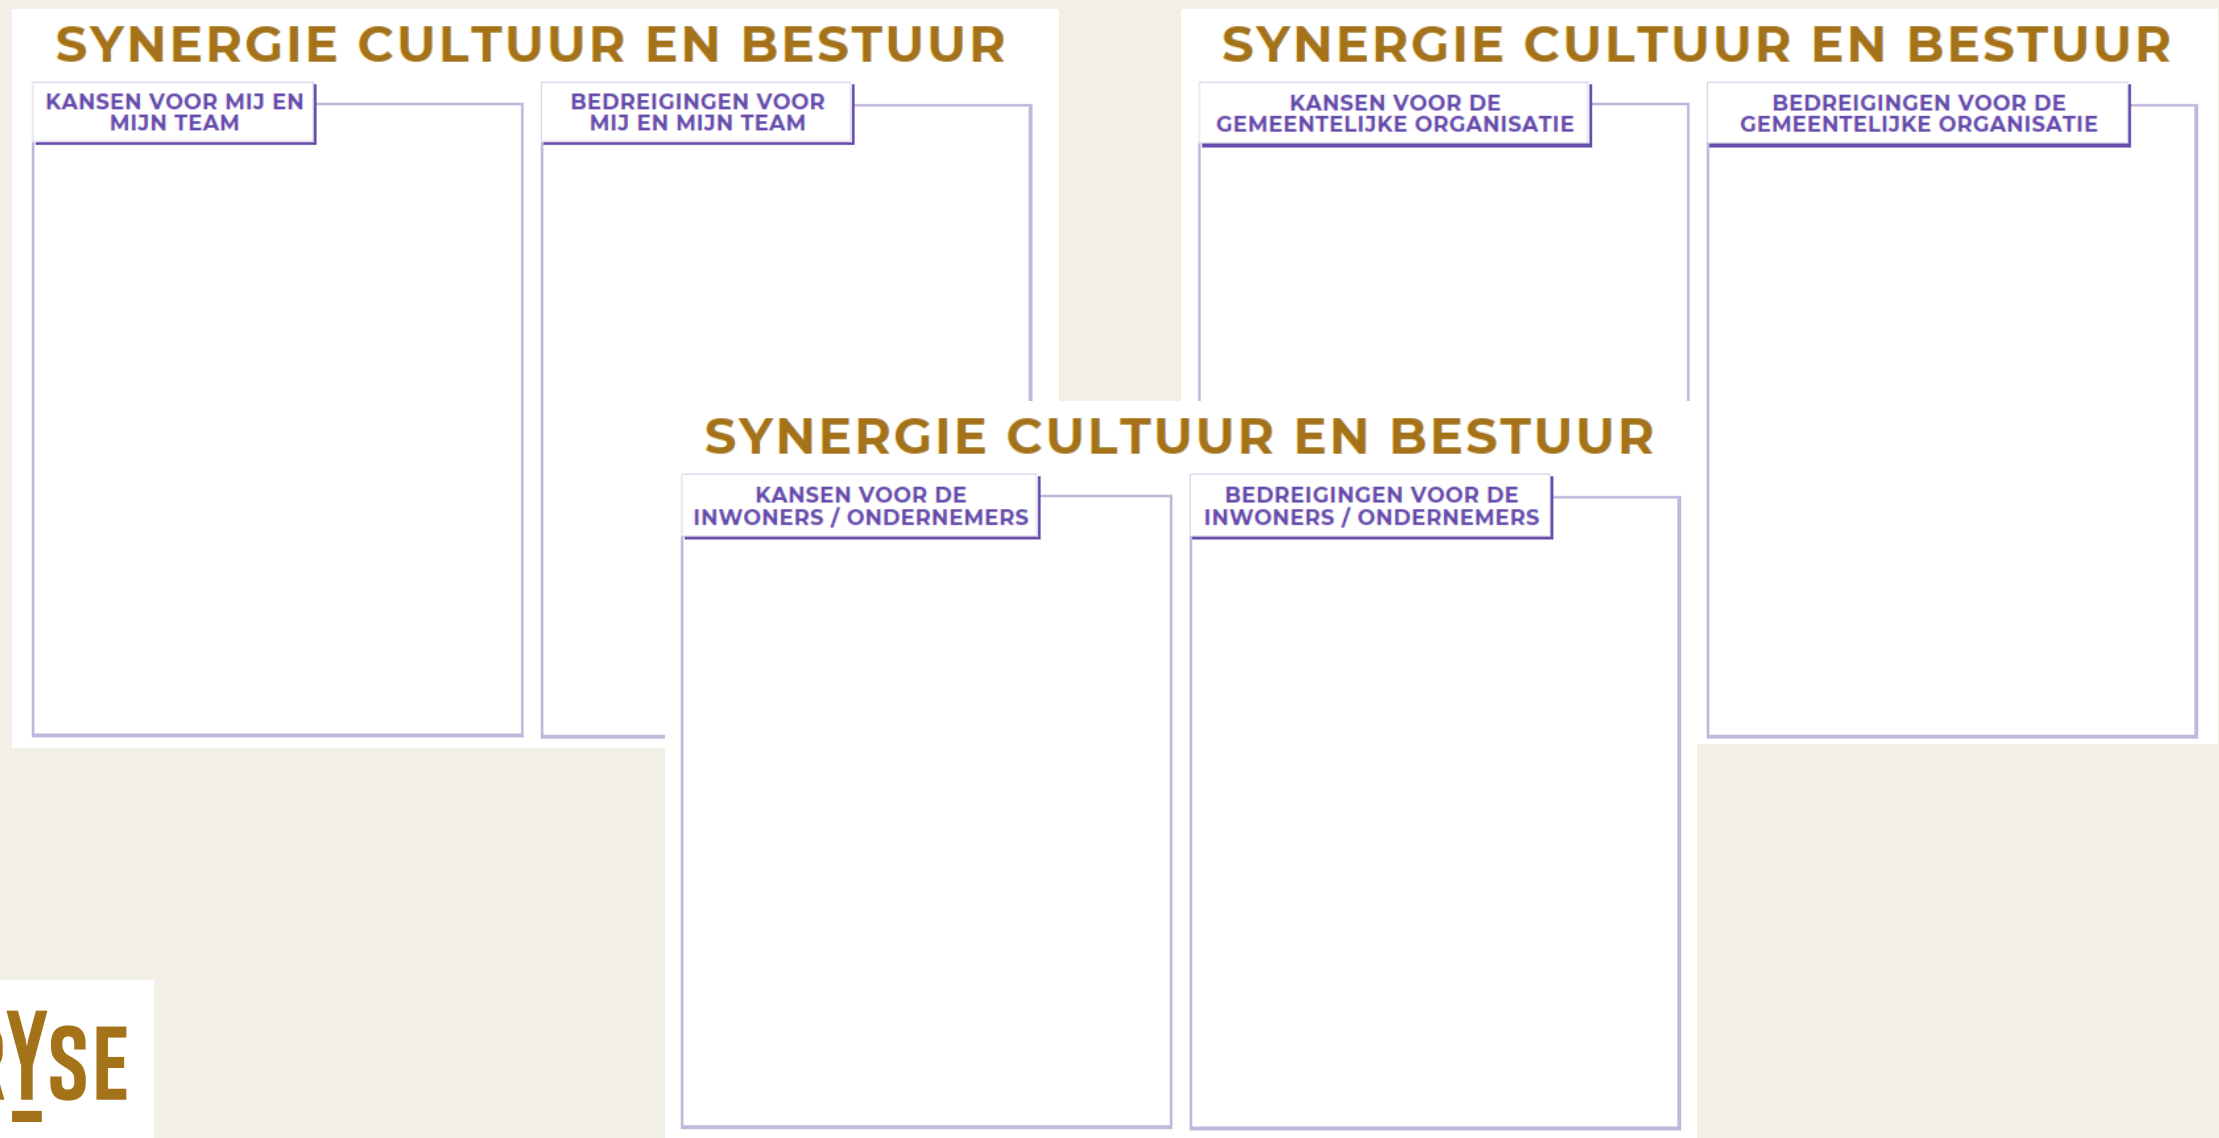 SYNERGIE CULTUUR EN BESTUUR
KANSEN VOOR MIJ EN
MIJN TEAM
BEDREIGINGEN VOOR
MIJ EN MIJN TEAM
SYNERGIE CULTUUR EN BESTUUR
KANSEN VOOR DE
GEMEENTELIJKE ORGANISATIE
BEDREIGINGEN VOOR DE
GEMEENTELIJKE ORGANISATIE
SYNERGIE CULTUUR EN BESTUUR
KANSEN VOOR DE
INWONERS / ONDERNEMERS
BEDREIGINGEN VOOR DE
INWONERS / ONDERNEMERS
RYSE